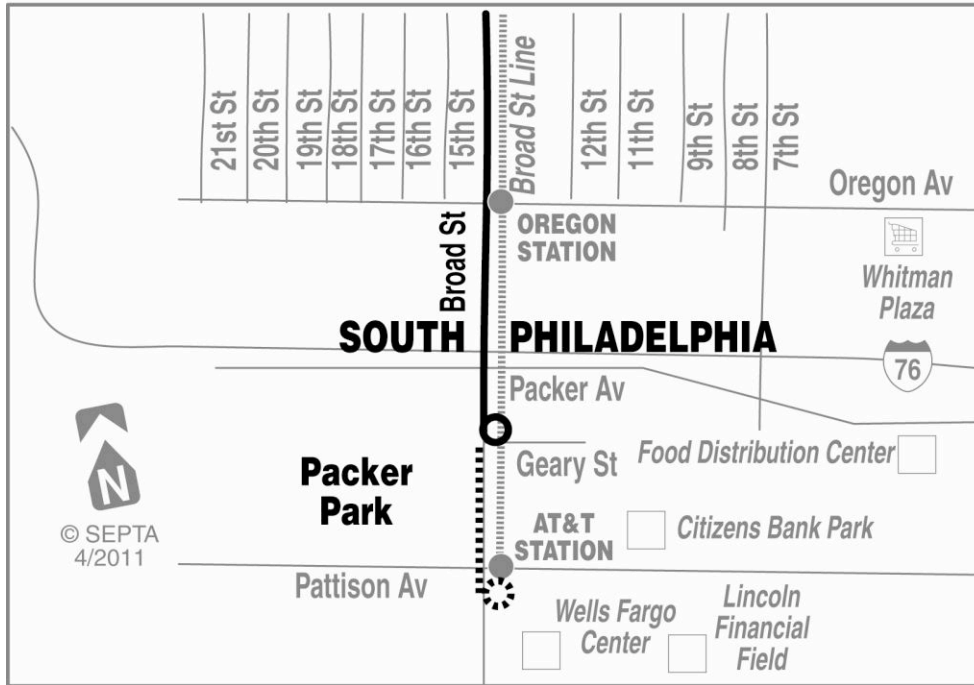 21st St
20th St
19th St
18th St
17th St
16th St
15th St
Broad St Line
12th St
11th St
9th St
8th St
7th St
Oregon Av
Broad St
OREGON
STATION
Whitman
Plaza
SOUTH PHILADELPHIA
76
Packer Av
Geary St
Food Distribution Center
Packer
Park
N
© SEPTA
4/2011
AT&T
STATION
Citizens Bank Park
Pattison Av
Wells Fargo
Center
Lincoln
Financial
Field